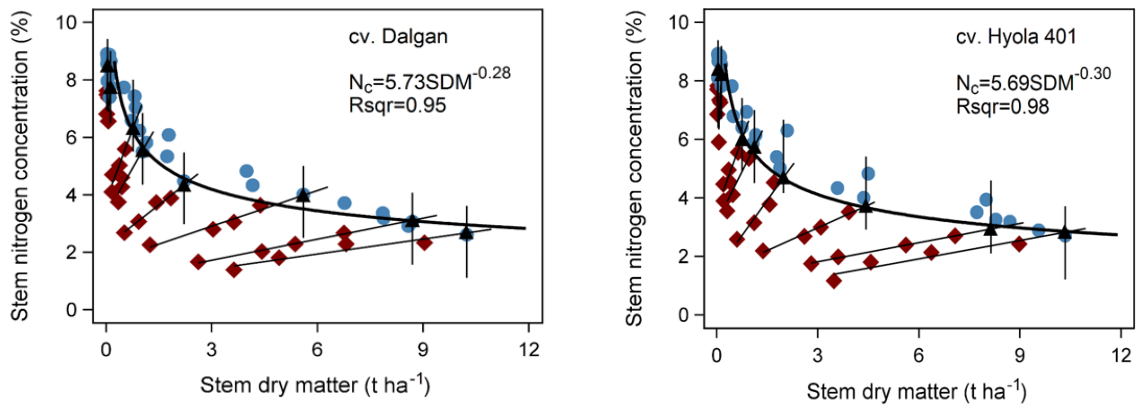 cv. Dalgan
N_c=5.73SDM^-0.28
Rsqr=0.95
Stem nitrogen concentration (%)
10
8
6
4
2
0
0 3 6 9 12
Stem dry matter (t ha^-1)
cv. Hyola 401
N_c=5.69SDM^-0.30
Rsqr=0.98
Stem nitrogen concentration (%)
10
8
6
4
2
0
0 3 6 9 12
Stem dry matter (t ha^-1)